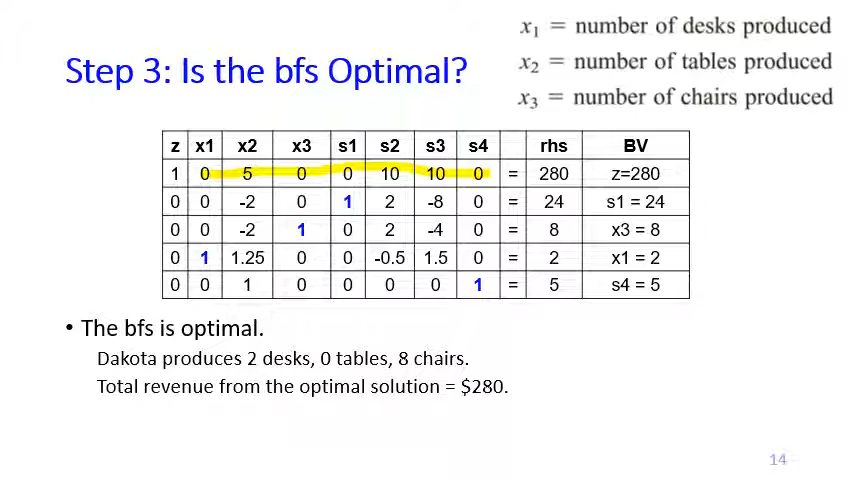 x1 = number of desks produced
Step 3: Is the bfs Optimal?
x2 = number of tables produced
x3 = number of chairs produced
z x1 x2 x3 s1 s2 s3 s4 rhs BV
1 0 5 0 0 10 10 0 = 280 z=280
0 0 -2 0 1 2 -8 0 = 24 s1 = 24
0 0 -2 1 0 2 -4 0 = 8 x3 = 8
0 1 1.25 0 0 -0.5 1.5 0 = 2 x1 = 2
0 0 1 0 0 0 0 1 = 5 s4 = 5
• The bfs is optimal.
Dakota produces 2 desks, 0 tables, 8 chairs.
Total revenue from the optimal solution = $280.
14